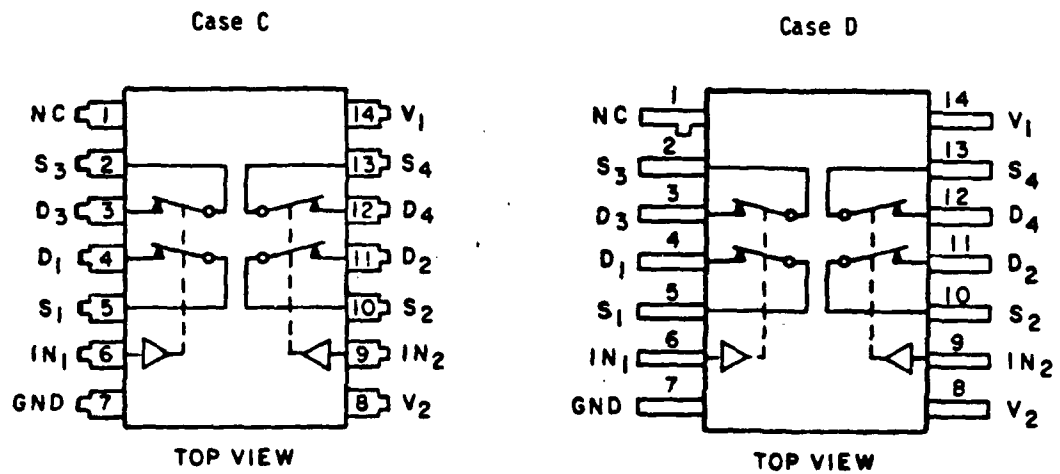 Case C
NC 1 14 V1
S3 2 13 S4
D3 3 12 D4
D1 4 11 D2
S1 5 10 S2
IN1 6 9 IN2
GND 7 8 V2
TOP VIEW
Case D
NC 1 14 V1
S3 2 13 S4
D3 3 12 D4
D1 4 11 D2
S1 5 10 S2
IN1 6 9 IN2
GND 7 8 V2
TOP VIEW